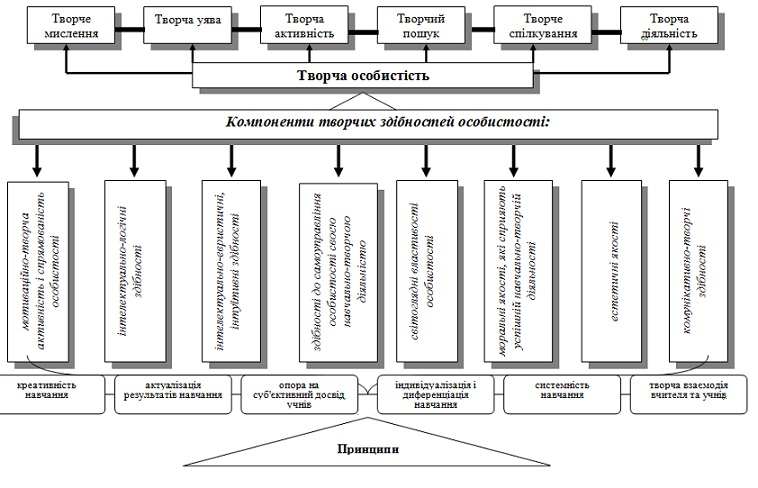 Творче
мислення
Творча уява
Творча
активність
Творчий
пошук
Творче
спілкування
Творча
діяльність
Творча особистість
Компоненти творчих здібностей особистості:
мотиваційно-творча
активність і спрямованість
особистості
інтелектуально-логічні
здібності
інтелектуально-евристичні,
інтуїтивні здібності
здібності до самоуправління
особистості своєю
навчально-творчою
діяльністю
світоглядні властивості
особистості
моральні якості, які сприяють
успішній навчально-творчій
діяльності
естетичні якості
комунікативно-творчі
здібності
креативність
навчання
актуалізація
результатів навчання
опора на
суб'єктивний досвід
учнів
індивідуалізація і
диференціація
навчання
системність
навчання
творча взаємодія
вчителя та учнів
Принципи